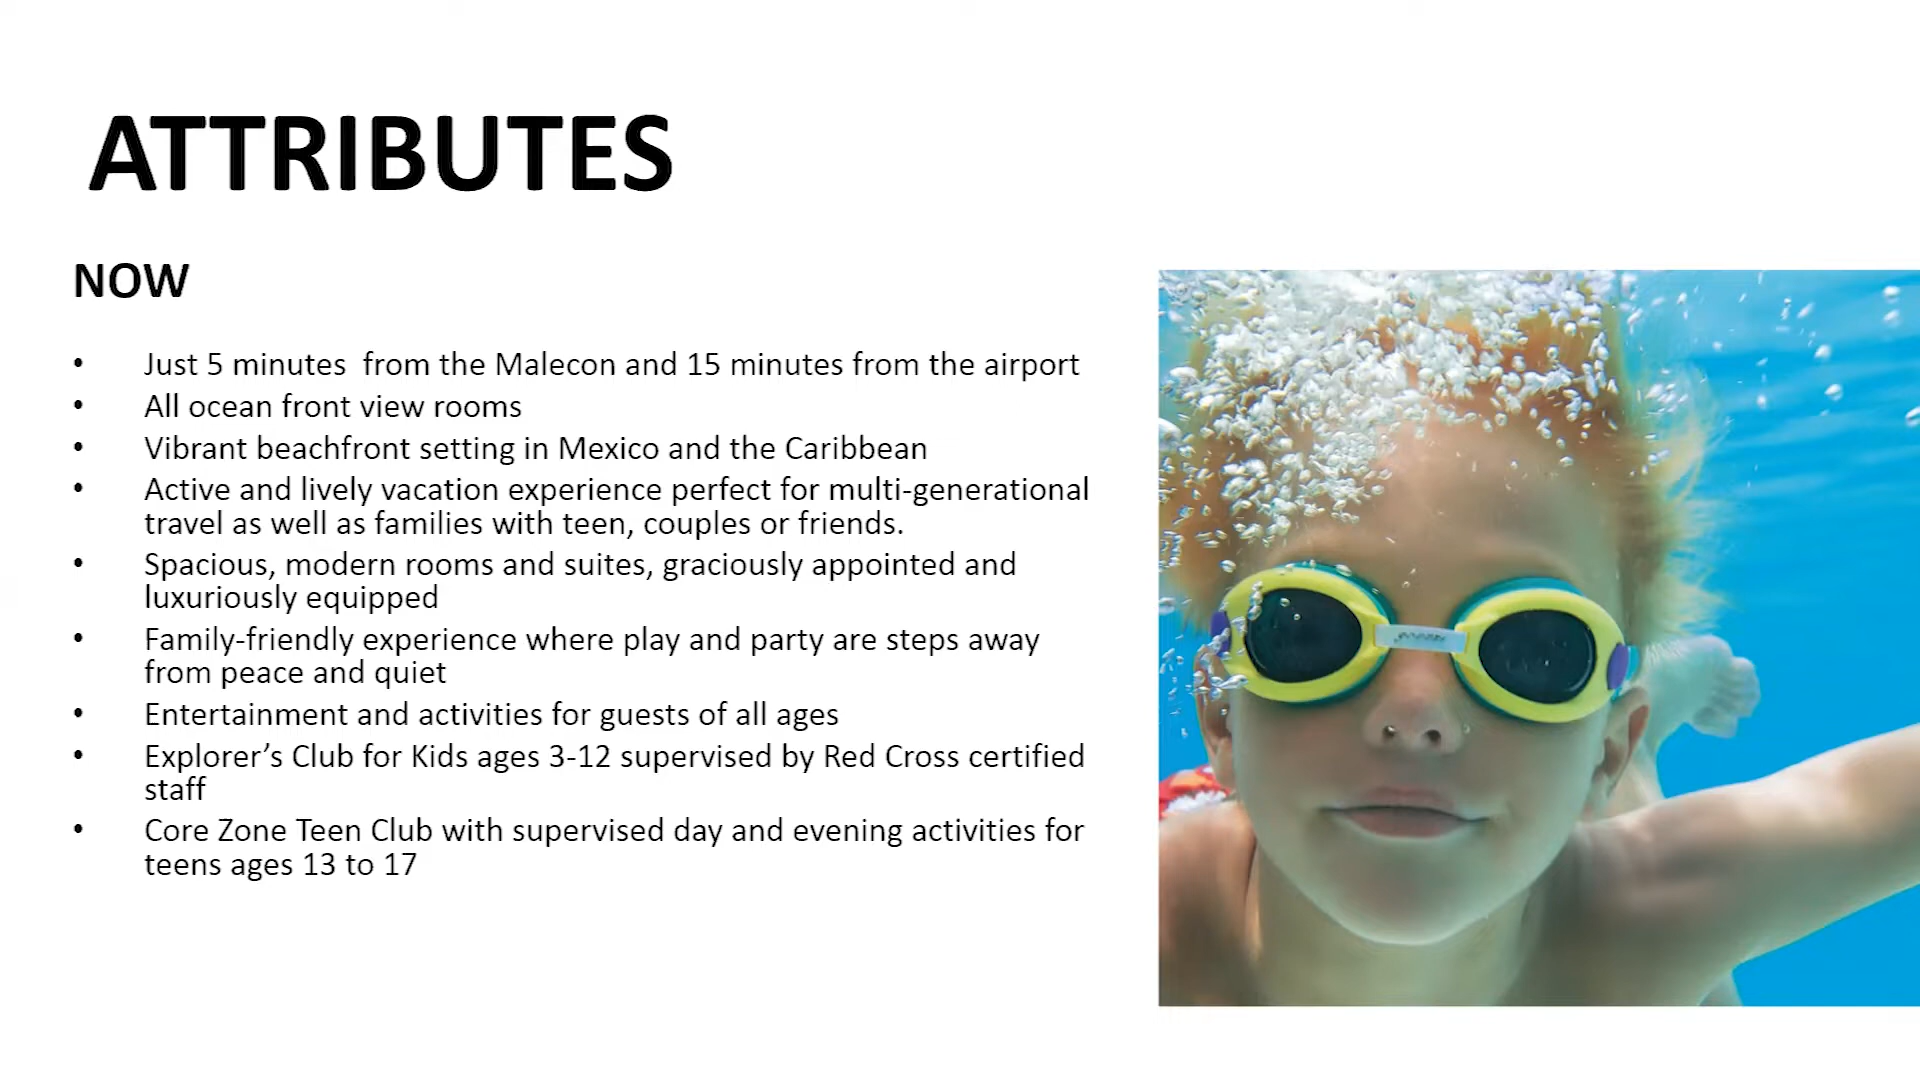 ATTRIBUTES
NOW
• Just 5 minutes  from the Malecon and 15 minutes from the airport
• All ocean front view rooms
• Vibrant beachfront setting in Mexico and the Caribbean
• Active and lively vacation experience perfect for multi-generational
travel as well as families with teen, couples or friends.
• Spacious, modern rooms and suites, graciously appointed and
luxuriously equipped
• Family-friendly experience where play and party are steps away
from peace and quiet
• Entertainment and activities for guests of all ages
• Explorer’s Club for Kids ages 3-12 supervised by Red Cross certified
staff
• Core Zone Teen Club with supervised day and evening activities for
teens ages 13 to 17